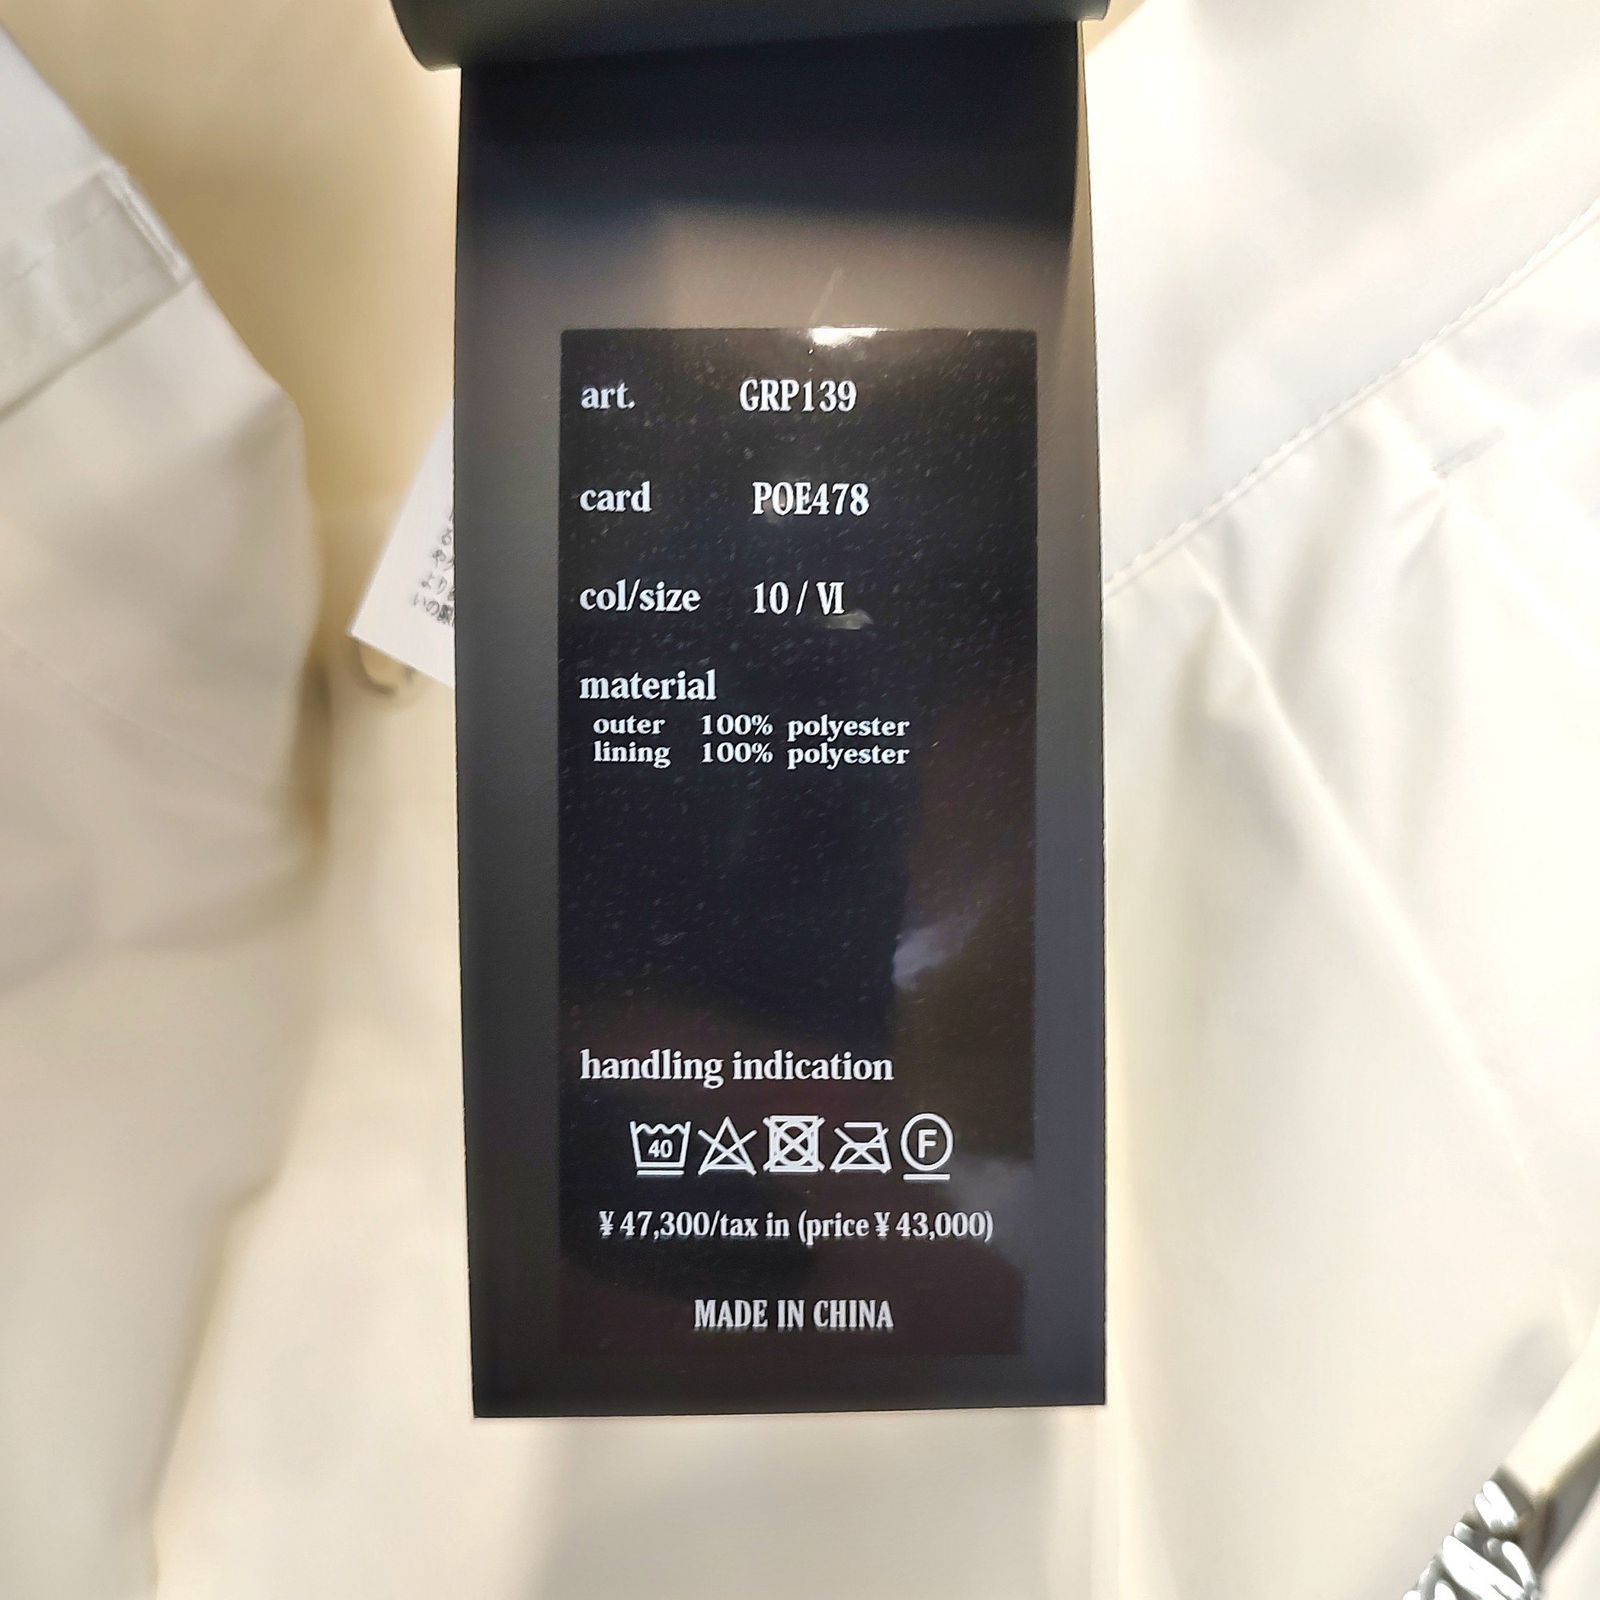 art. GRP139
card POE478
col/size 10 / Ⅵ
material
outer 100% polyester
lining 100% polyester
handling indication
40 F
¥ 47,300/tax in (price ¥ 43,000)
MADE IN CHINA